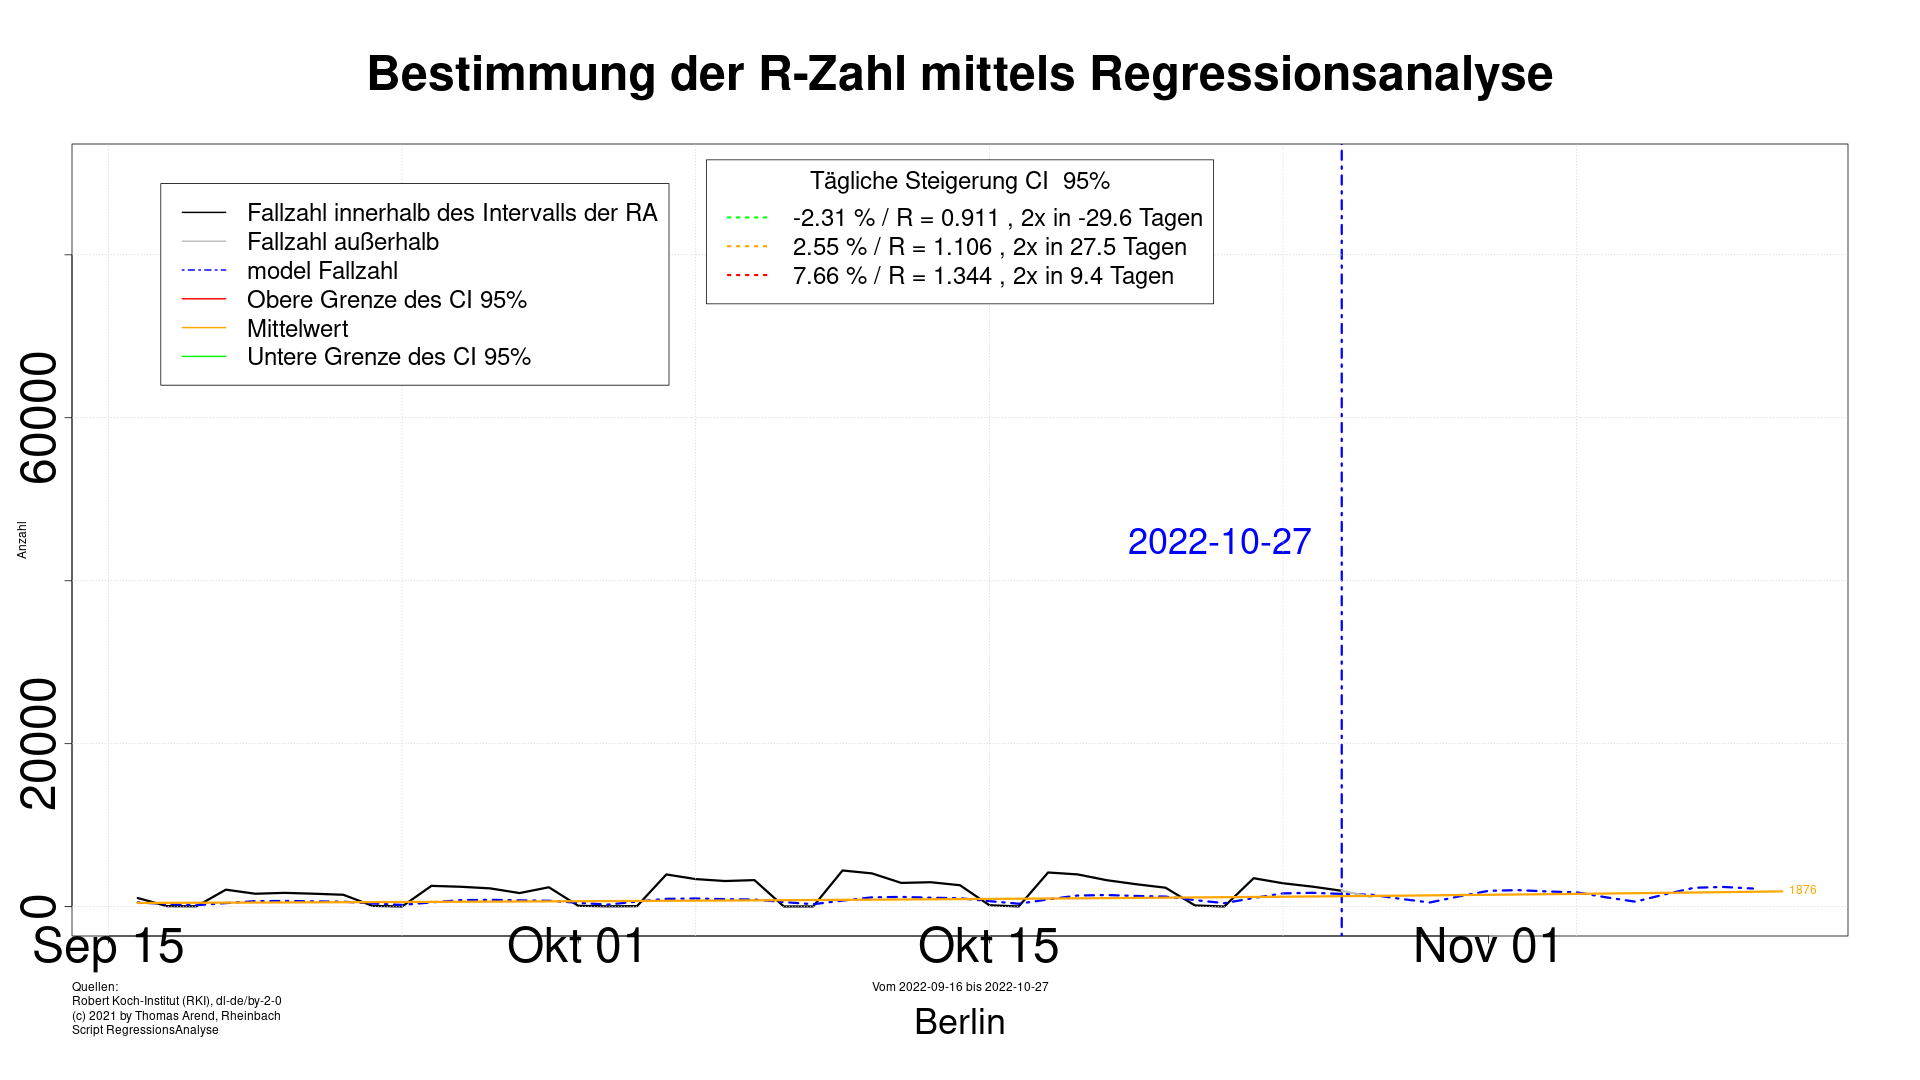 Bestimmung der R-Zahl mittels Regressionsanalyse
Fallzahl innerhalb des Intervalls der RA
Fallzahl außerhalb
model Fallzahl
Obere Grenze des CI 95%
Mittelwert
Untere Grenze des CI 95%
Tägliche Steigerung CI  95%
-2.31 % / R = 0.911 , 2x in -29.6 Tagen
2.55 % / R = 1.106 , 2x in 27.5 Tagen
7.66 % / R = 1.344 , 2x in 9.4 Tagen
60000
20000
0
Anzahl
2022-10-27
1876
Sep 15
Okt 01
Okt 15
Nov 01
Quellen:
Robert Koch-Institut (RKI), dl-de/by-2-0
(c) 2021 by Thomas Arend, Rheinbach
Script RegressionsAnalyse
Vom 2022-09-16 bis 2022-10-27
Berlin